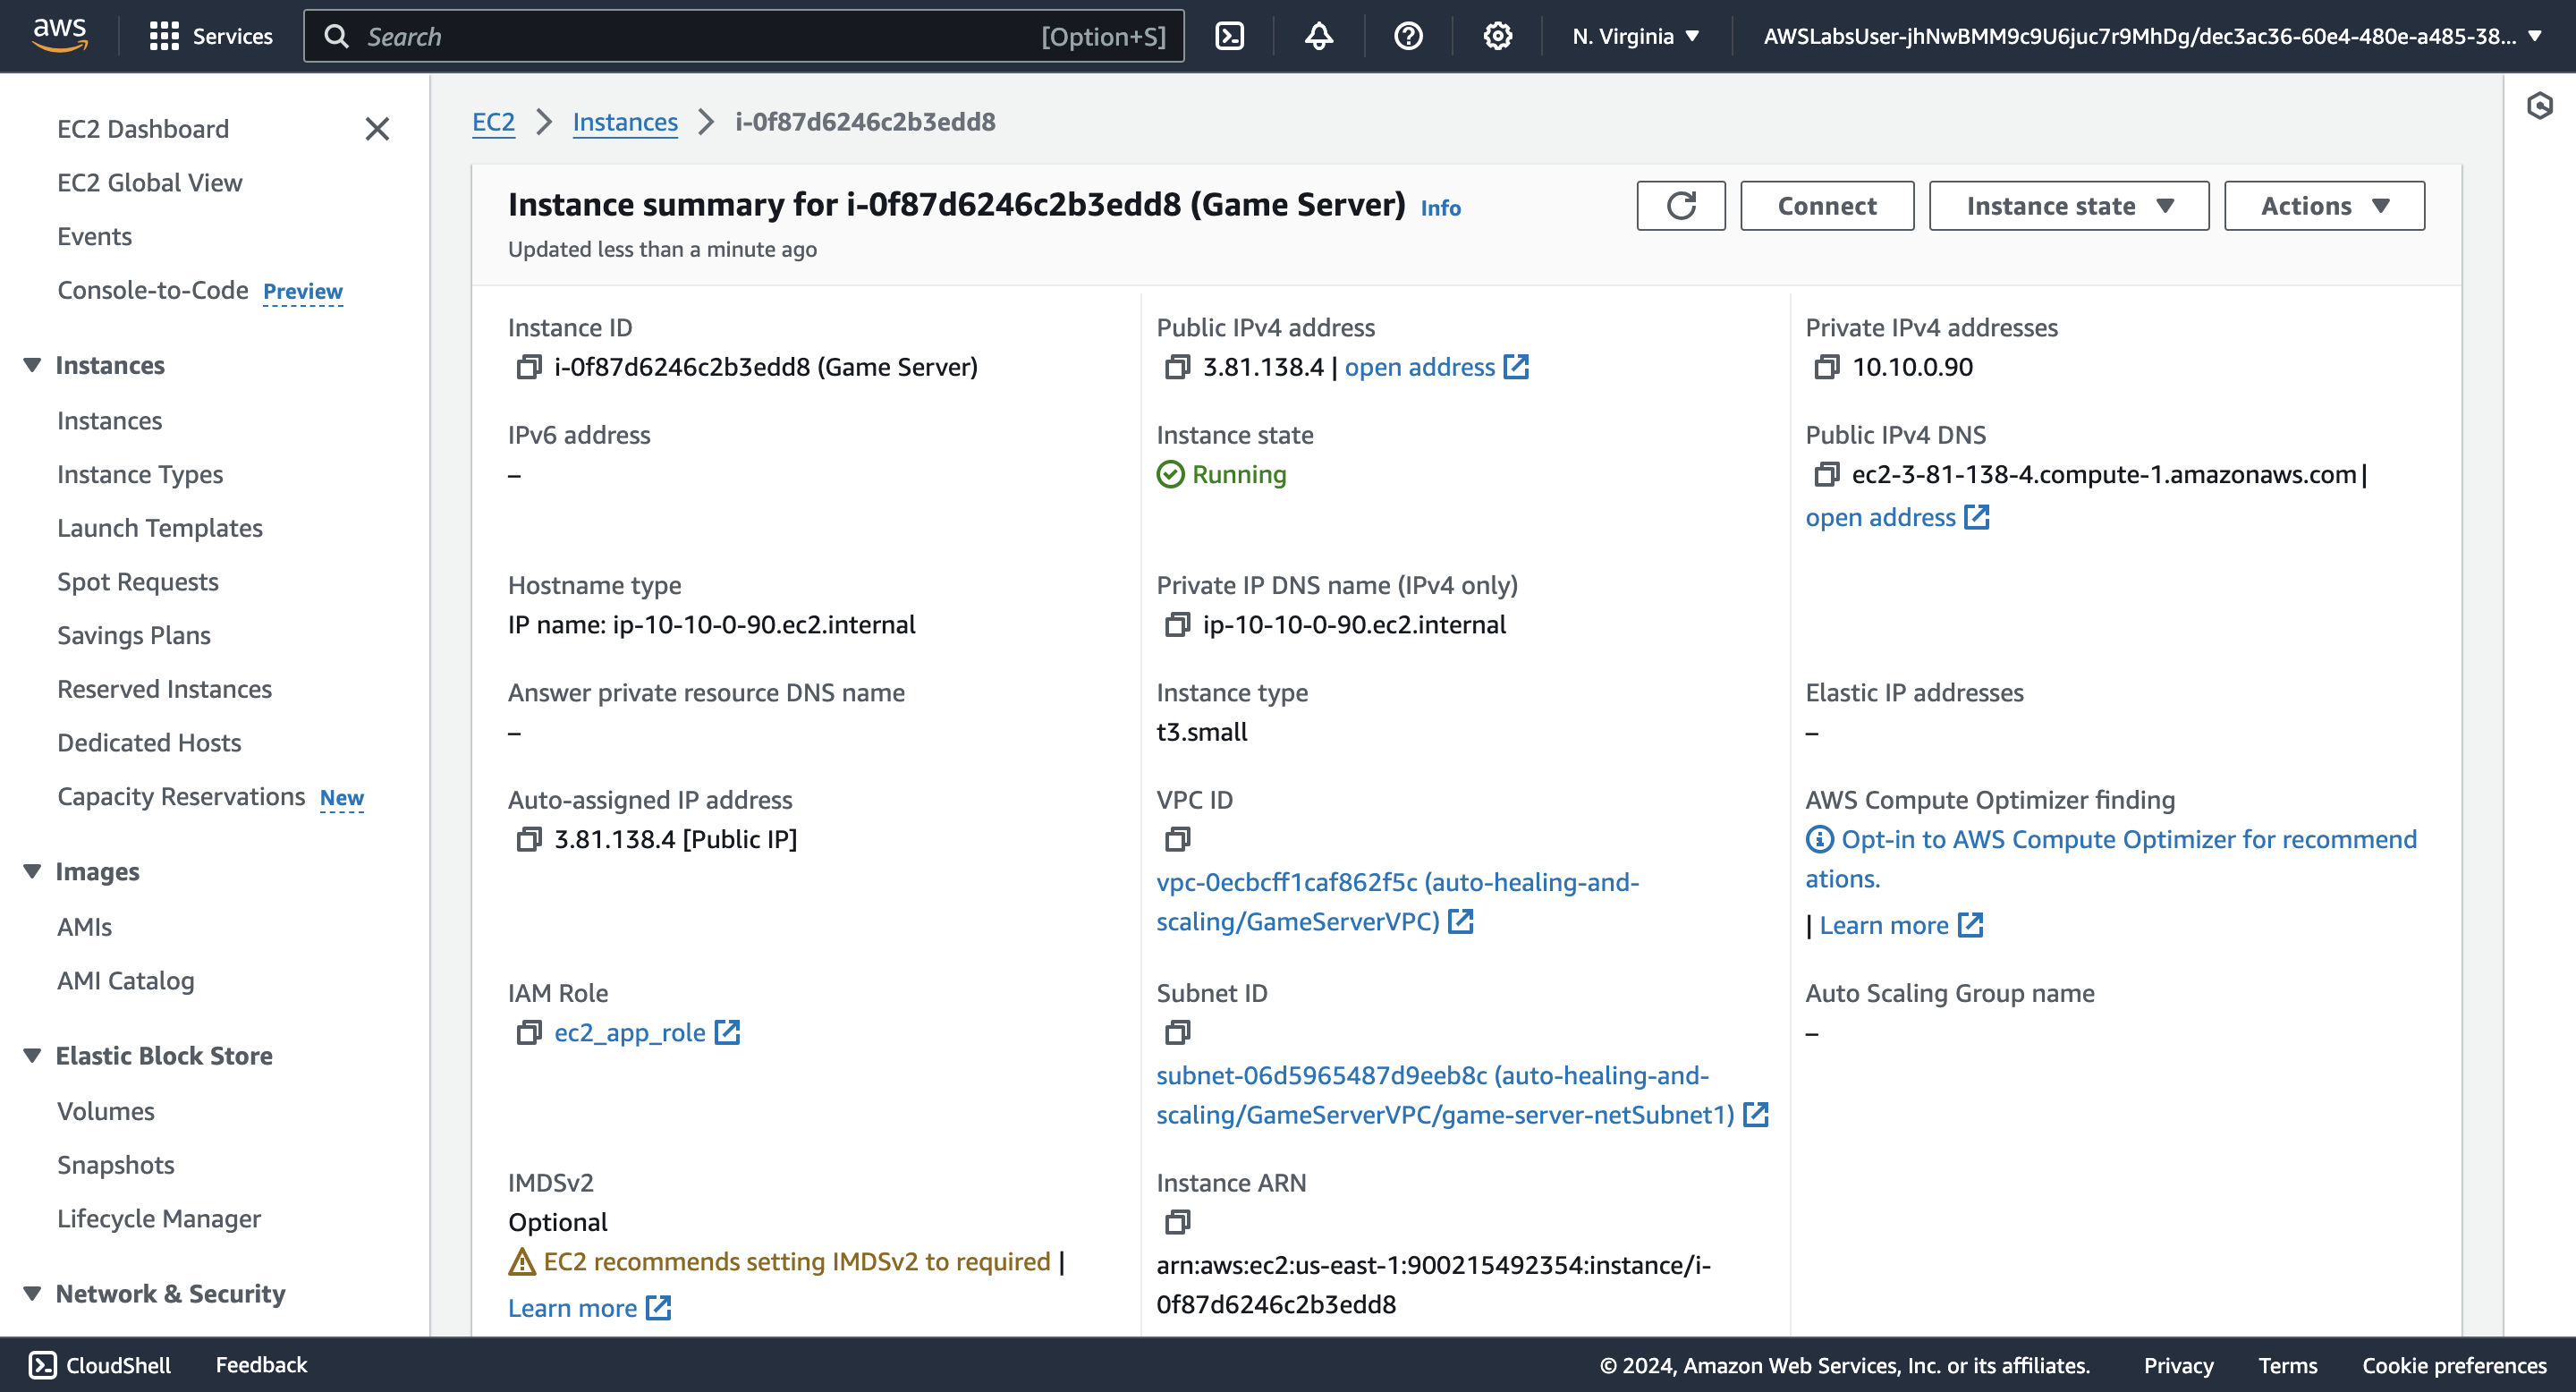 aws
Services
Search
[Option+S]
N. Virginia
AWSLabsUser-jhNwBMM9c9U6juc7r9MhDg/dec3ac36-60e4-480e-a485-38...
EC2 Dashboard
EC2 Global View
Events
Console-to-Code Preview
Instances
Instances
Instance Types
Launch Templates
Spot Requests
Savings Plans
Reserved Instances
Dedicated Hosts
Capacity Reservations New
Images
AMIs
AMI Catalog
Elastic Block Store
Volumes
Snapshots
Lifecycle Manager
Network & Security
EC2 Instances i-0f87d6246c2b3edd8
Instance summary for i-0f87d6246c2b3edd8 (Game Server) Info
Updated less than a minute ago
Connect
Instance state
Actions
Instance ID
i-0f87d6246c2b3edd8 (Game Server)
Public IPv4 address
3.81.138.4 | open address
Private IPv4 addresses
10.10.0.90
IPv6 address
–
Instance state
Running
Public IPv4 DNS
ec2-3-81-138-4.compute-1.amazonaws.com |
open address
Hostname type
IP name: ip-10-10-0-90.ec2.internal
Private IP DNS name (IPv4 only)
ip-10-10-0-90.ec2.internal
Answer private resource DNS name
–
Instance type
t3.small
Elastic IP addresses
–
Auto-assigned IP address
3.81.138.4 [Public IP]
VPC ID
vpc-0ecbcff1caf862f5c (auto-healing-and-
scaling/GameServerVPC)
AWS Compute Optimizer finding
Opt-in to AWS Compute Optimizer for recommend
ations.
| Learn more
IAM Role
ec2_app_role
Subnet ID
subnet-06d5965487d9eeb8c (auto-healing-and-
scaling/GameServerVPC/game-server-netSubnet1)
Auto Scaling Group name
–
IMDSv2
Optional
EC2 recommends setting IMDSv2 to required |
Learn more
Instance ARN
arn:aws:ec2:us-east-1:900215492354:instance/i-
0f87d6246c2b3edd8
CloudShell
Feedback
© 2024, Amazon Web Services, Inc. or its affiliates.
Privacy
Terms
Cookie preferences